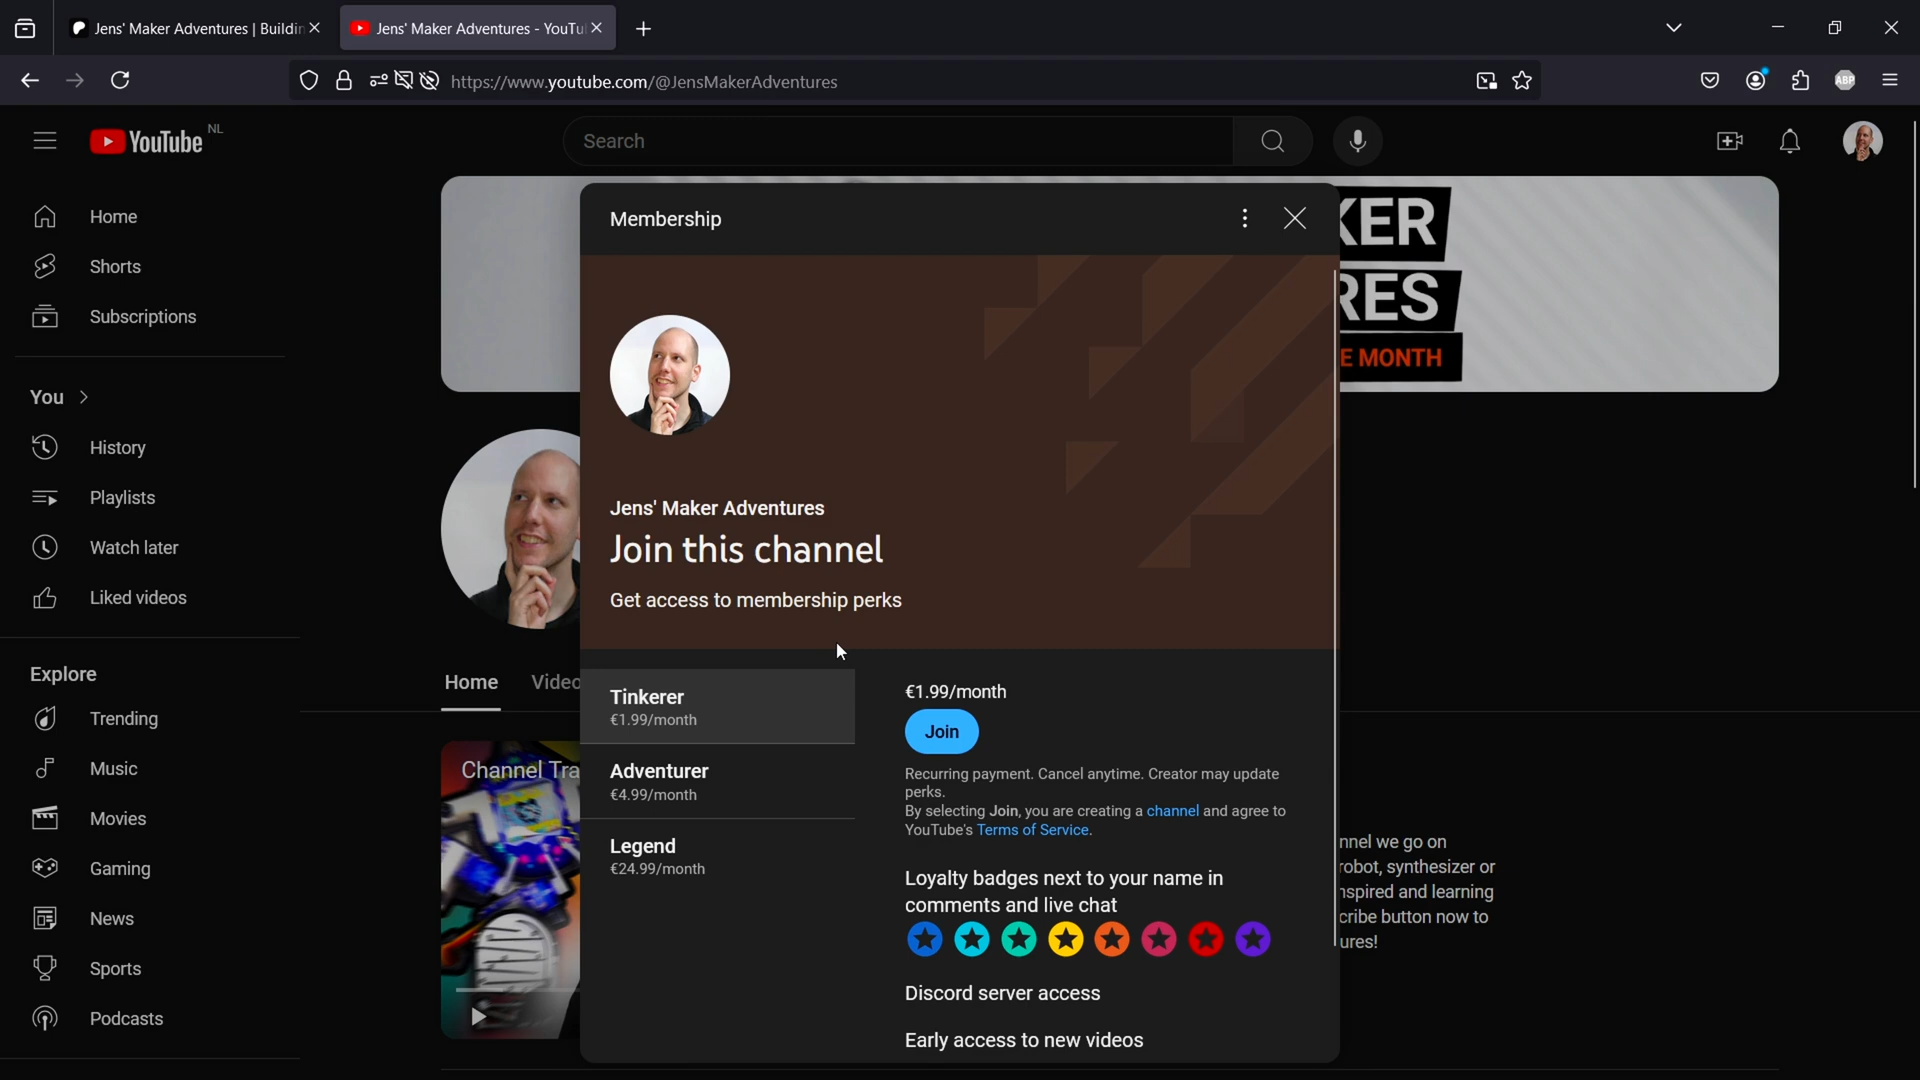 Jens' Maker Adventures | Buildin
Jens' Maker Adventures - YouTu
https://www.youtube.com/@JensMakerAdventures
ABP
YouTube NL
Search
Home
Shorts
Subscriptions
You
History
Playlists
Watch later
Liked videos
Explore
Trending
Music
Movies
Gaming
News
Sports
Podcasts
KER
RES
E MONTH
Home
Video
Channel Tra
Membership
Jens' Maker Adventures
Join this channel
Get access to membership perks
Tinkerer
€1.99/month
Adventurer
€4.99/month
Legend
€24.99/month
€1.99/month
Join
Recurring payment. Cancel anytime. Creator may update
perks.
By selecting Join, you are creating a channel and agree to
YouTube's Terms of Service.
Loyalty badges next to your name in
comments and live chat
Discord server access
Early access to new videos
nnel we go on
robot, synthesizer or
nspired and learning
cribe button now to
ures!